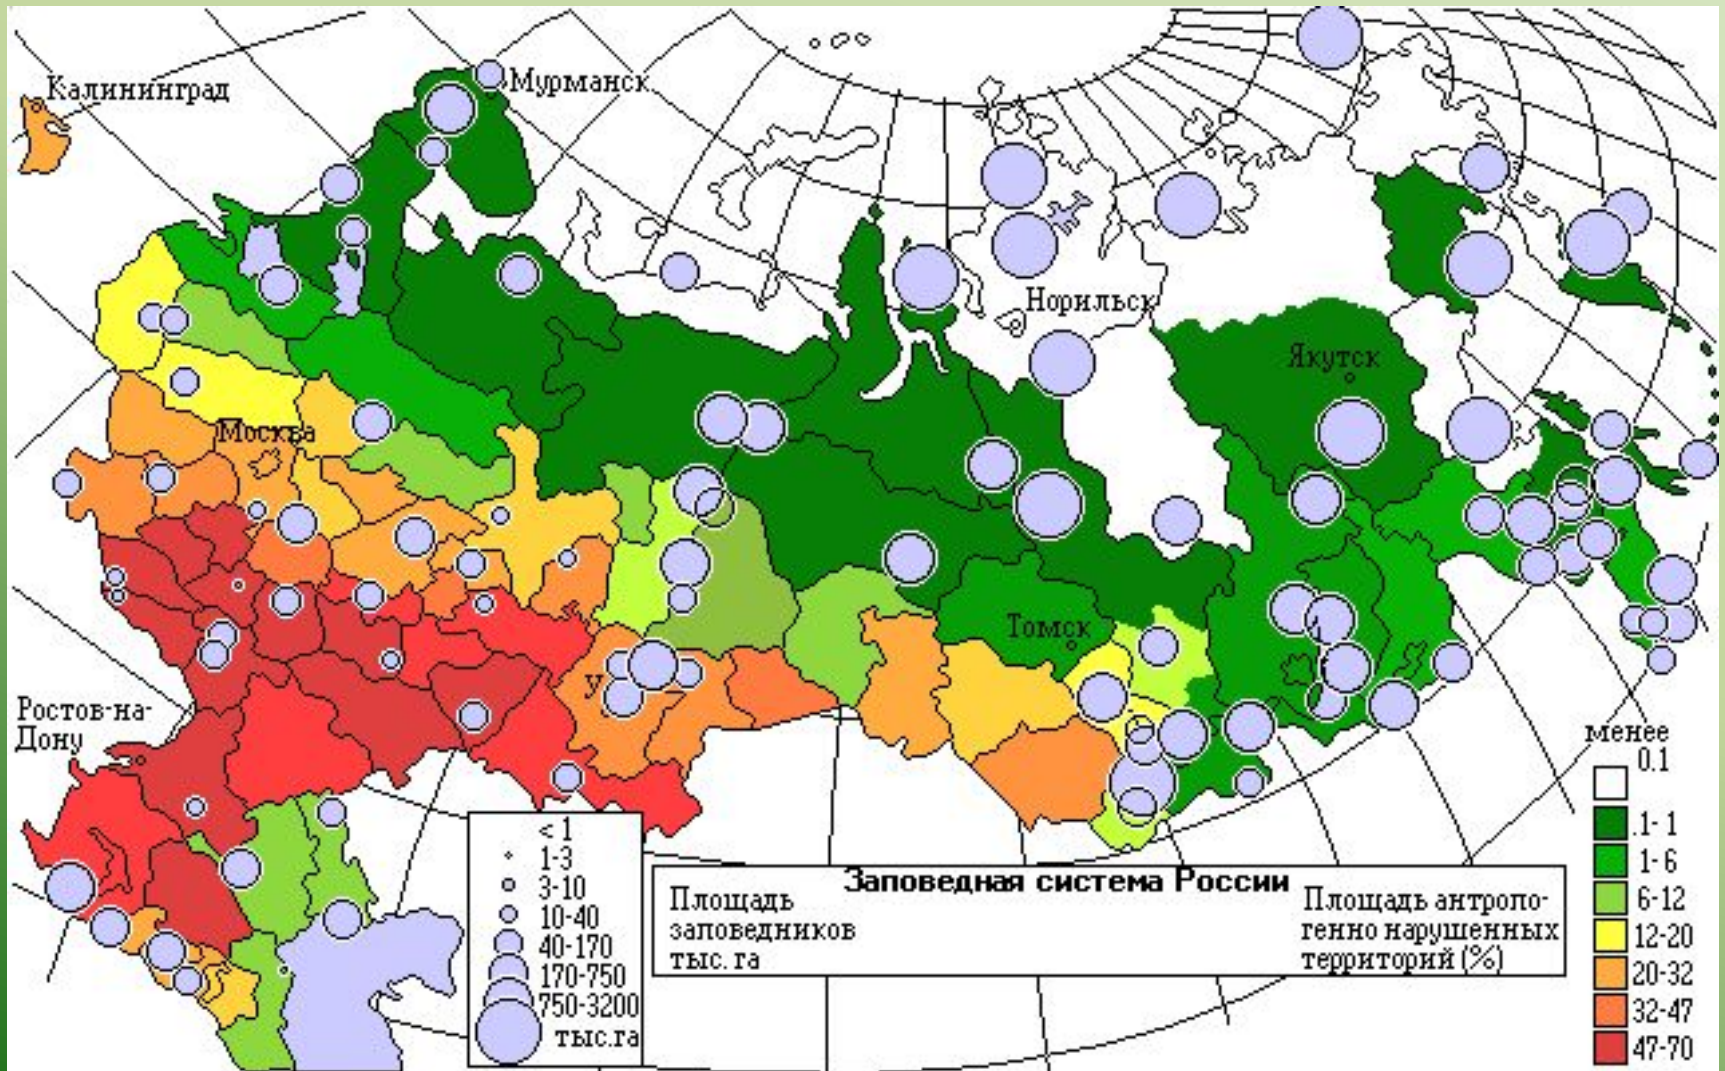 Калининград
Мурманск
Норильск
Якутск
Москва
Томск
У
Ростов-на-
Дону
менее
0.1
.1-1
1-6
6-12
12-20
20-32
32-47
47-70
< 1
1-3
3-10
10-40
40-170
170-750
750-3200
тыс.га
Заповедная система России
Площадь
заповедников
тыс. га
Площадь антропо-
генно нарушенных
территорий (%)